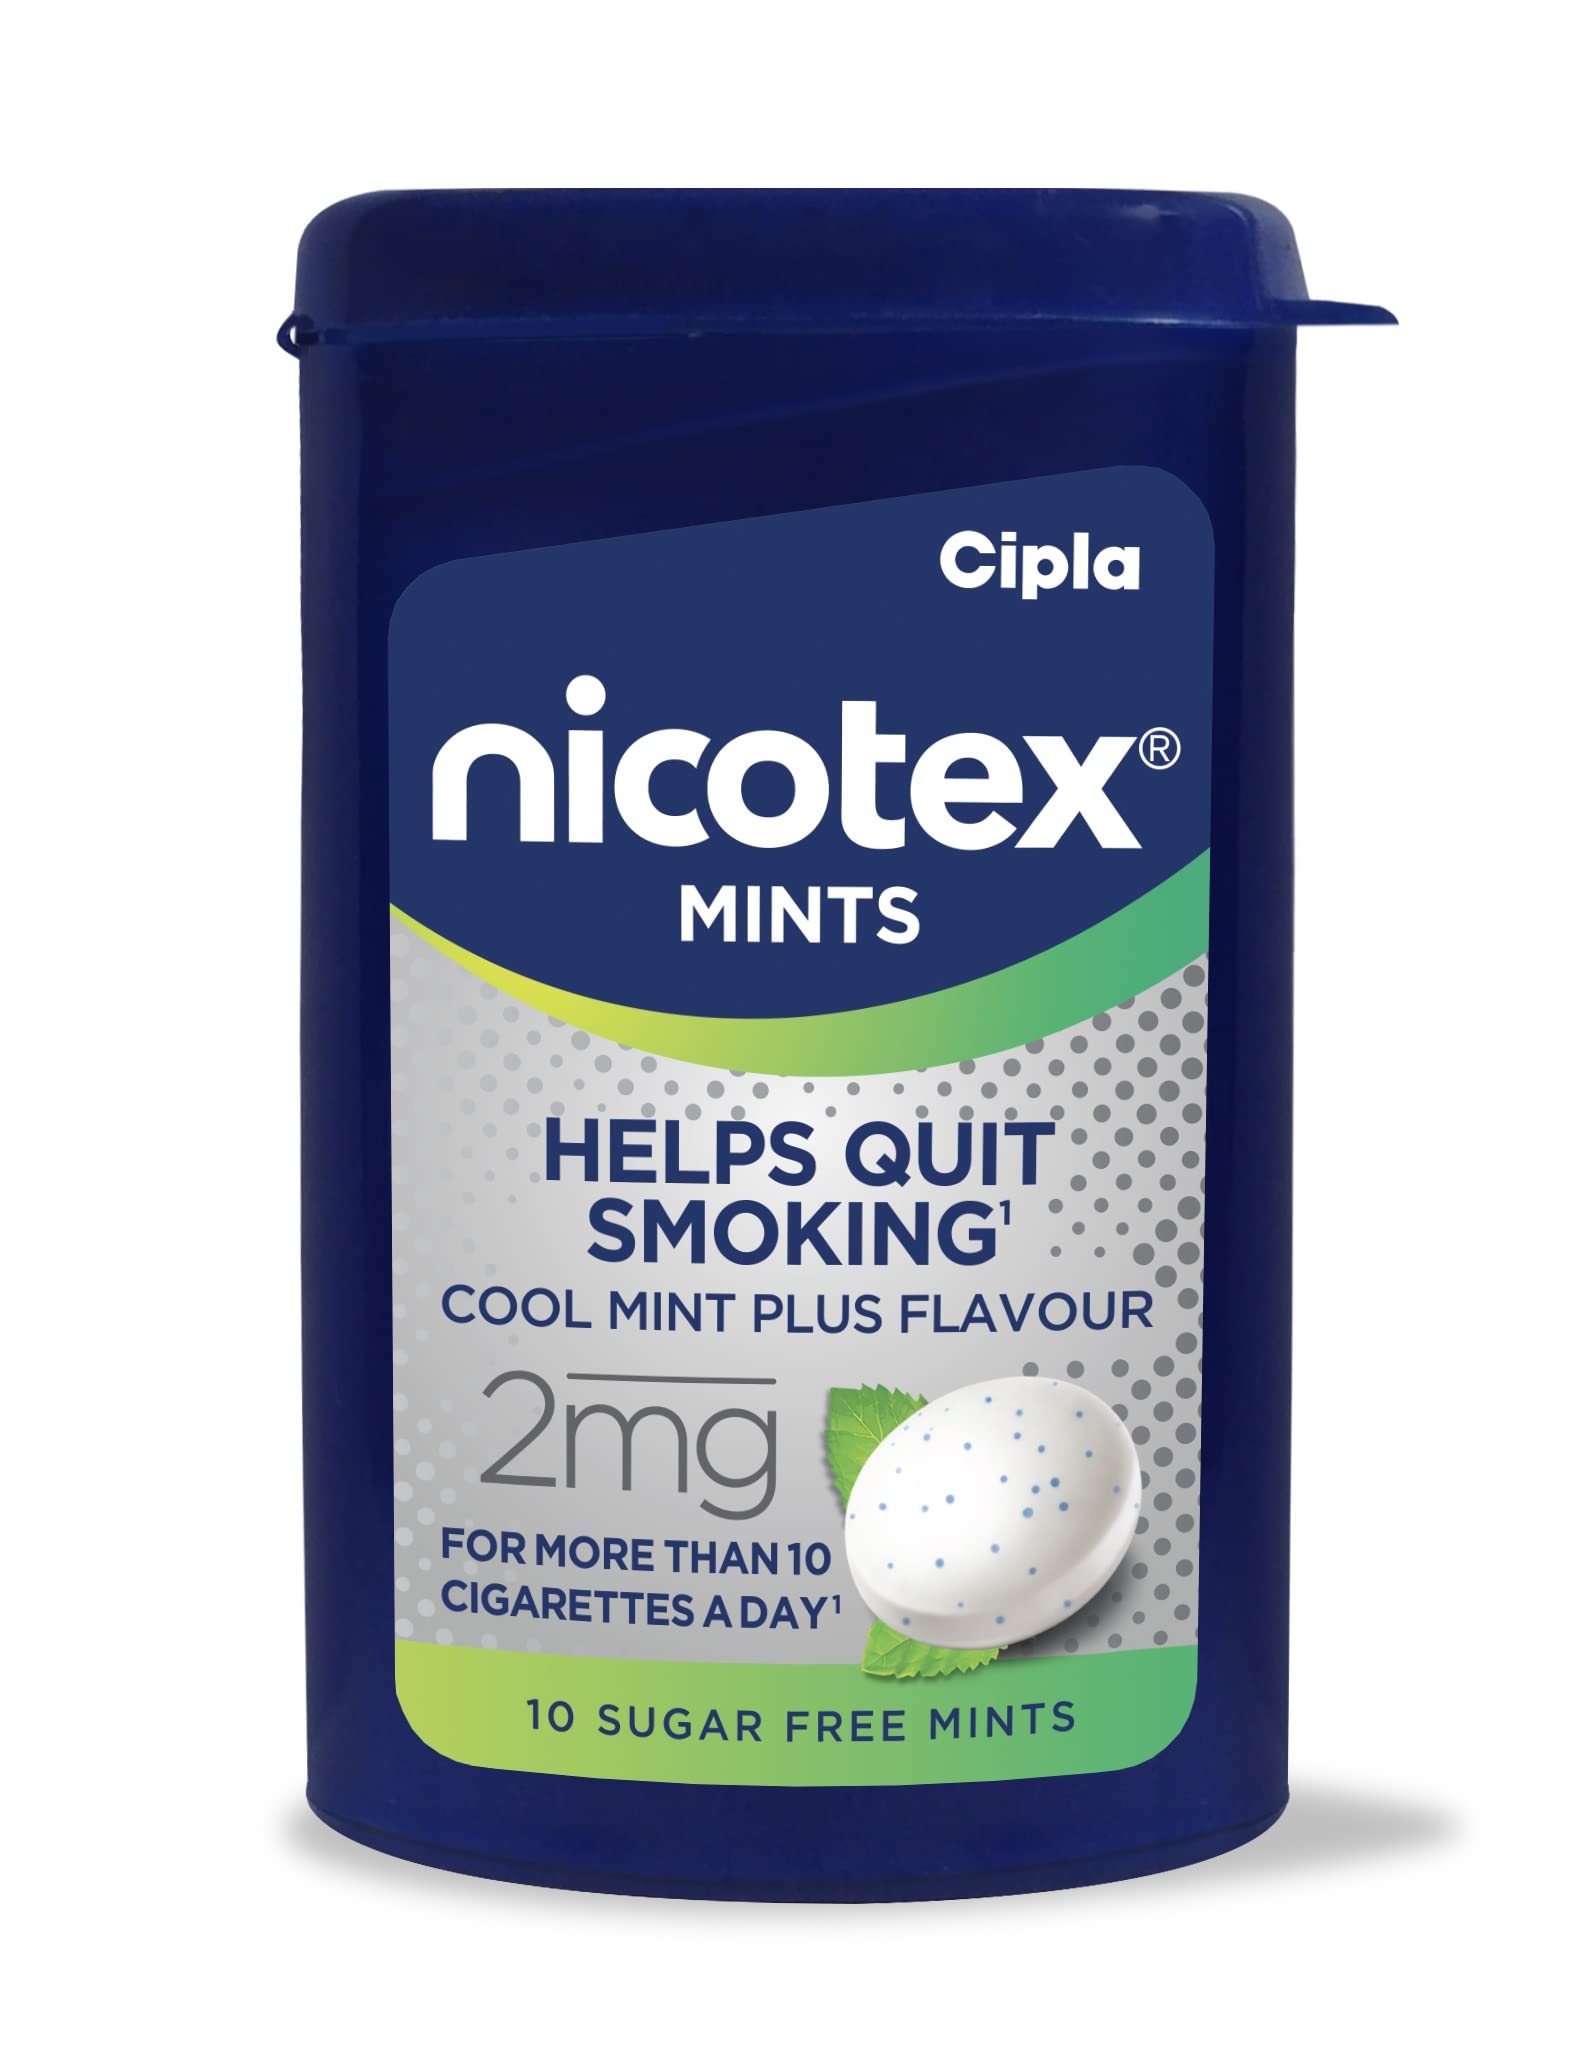 Cipla
nicotex®
MINTS
HELPS QUIT
SMOKING¹
COOL MINT PLUS FLAVOUR
2mg
FOR MORE THAN 10
CIGARETTES A DAY¹
10 SUGAR FREE MINTS